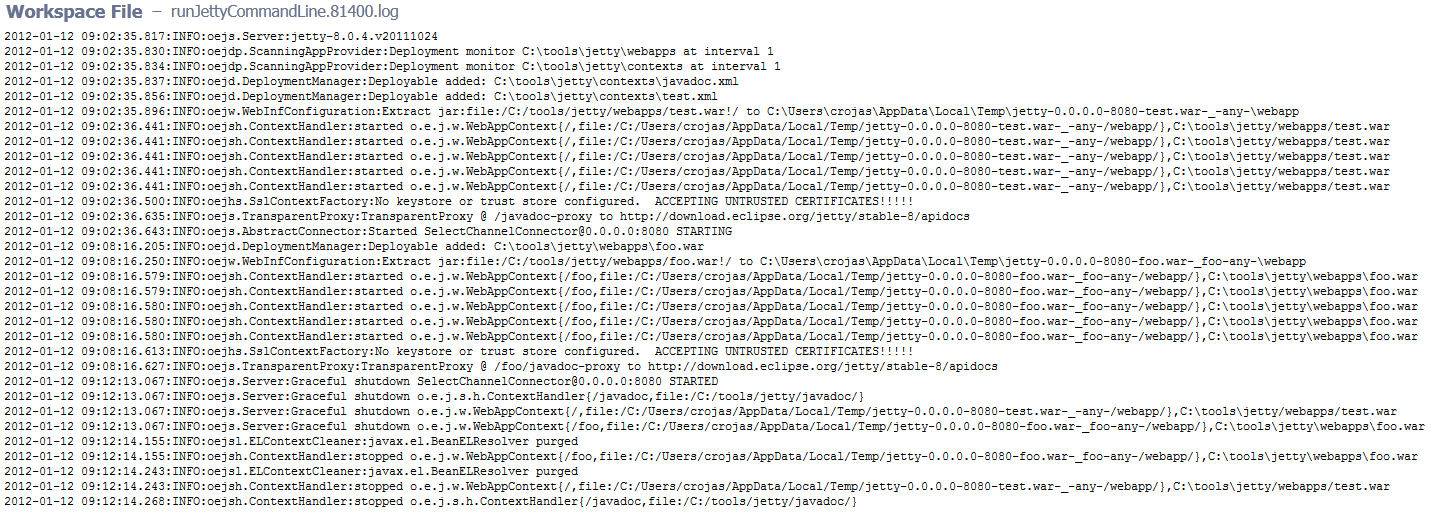 Workspace File – runJettyCommandLine.81400.log
2012-01-12 09:02:35.817:INFO:oejs.Server:jetty-8.0.4.v20111024
2012-01-12 09:02:35.830:INFO:oejdp.ScanningAppProvider:Deployment monitor C:\tools\jetty\webapps at interval 1
2012-01-12 09:02:35.834:INFO:oejdp.ScanningAppProvider:Deployment monitor C:\tools\jetty\contexts at interval 1
2012-01-12 09:02:35.837:INFO:oejd.DeploymentManager:Deployable added: C:\tools\jetty\contexts\javadoc.xml
2012-01-12 09:02:35.856:INFO:oejd.DeploymentManager:Deployable added: C:\tools\jetty\contexts\test.xml
2012-01-12 09:02:35.896:INFO:oejw.WebInfConfiguration:Extract jar:file:/C:/tools/jetty/webapps/test.war!/ to C:\Users\crojas\AppData\Local\Temp\jetty-0.0.0.0-8080-test.war-_-any-\webapp
2012-01-12 09:02:36.441:INFO:oejsh.ContextHandler:started o.e.j.w.WebAppContext{/,file:/C:/Users/crojas/AppData/Local/Temp/jetty-0.0.0.0-8080-test.war-_-any-/webapp/},C:\tools\jetty/webapps/test.war
2012-01-12 09:02:36.441:INFO:oejsh.ContextHandler:started o.e.j.w.WebAppContext{/,file:/C:/Users/crojas/AppData/Local/Temp/jetty-0.0.0.0-8080-test.war-_-any-/webapp/},C:\tools\jetty/webapps/test.war
2012-01-12 09:02:36.441:INFO:oejsh.ContextHandler:started o.e.j.w.WebAppContext{/,file:/C:/Users/crojas/AppData/Local/Temp/jetty-0.0.0.0-8080-test.war-_-any-/webapp/},C:\tools\jetty/webapps/test.war
2012-01-12 09:02:36.441:INFO:oejsh.ContextHandler:started o.e.j.w.WebAppContext{/,file:/C:/Users/crojas/AppData/Local/Temp/jetty-0.0.0.0-8080-test.war-_-any-/webapp/},C:\tools\jetty/webapps/test.war
2012-01-12 09:02:36.441:INFO:oejsh.ContextHandler:started o.e.j.w.WebAppContext{/,file:/C:/Users/crojas/AppData/Local/Temp/jetty-0.0.0.0-8080-test.war-_-any-/webapp/},C:\tools\jetty/webapps/test.war
2012-01-12 09:02:36.500:INFO:oejhs.SslContextFactory:No keystore or trust store configured.  ACCEPTING UNTRUSTED CERTIFICATES!!!!!
2012-01-12 09:02:36.635:INFO:oejs.TransparentProxy:TransparentProxy @ /javadoc-proxy to http://download.eclipse.org/jetty/stable-8/apidocs
2012-01-12 09:02:36.643:INFO:oejs.AbstractConnector:Started SelectChannelConnector@0.0.0.0:8080 STARTING
2012-01-12 09:08:16.205:INFO:oejd.DeploymentManager:Deployable added: C:\tools\jetty\webapps\foo.war
2012-01-12 09:08:16.250:INFO:oejw.WebInfConfiguration:Extract jar:file:/C:/tools/jetty/webapps/foo.war!/ to C:\Users\crojas\AppData\Local\Temp\jetty-0.0.0.0-8080-foo.war-_foo-any-\webapp
2012-01-12 09:08:16.579:INFO:oejsh.ContextHandler:started o.e.j.w.WebAppContext{/foo,file:/C:/Users/crojas/AppData/Local/Temp/jetty-0.0.0.0-8080-foo.war-_foo-any-/webapp/},C:\tools\jetty\webapps\foo.war
2012-01-12 09:08:16.579:INFO:oejsh.ContextHandler:started o.e.j.w.WebAppContext{/foo,file:/C:/Users/crojas/AppData/Local/Temp/jetty-0.0.0.0-8080-foo.war-_foo-any-/webapp/},C:\tools\jetty\webapps\foo.war
2012-01-12 09:08:16.580:INFO:oejsh.ContextHandler:started o.e.j.w.WebAppContext{/foo,file:/C:/Users/crojas/AppData/Local/Temp/jetty-0.0.0.0-8080-foo.war-_foo-any-/webapp/},C:\tools\jetty\webapps\foo.war
2012-01-12 09:08:16.580:INFO:oejsh.ContextHandler:started o.e.j.w.WebAppContext{/foo,file:/C:/Users/crojas/AppData/Local/Temp/jetty-0.0.0.0-8080-foo.war-_foo-any-/webapp/},C:\tools\jetty\webapps\foo.war
2012-01-12 09:08:16.580:INFO:oejsh.ContextHandler:started o.e.j.w.WebAppContext{/foo,file:/C:/Users/crojas/AppData/Local/Temp/jetty-0.0.0.0-8080-foo.war-_foo-any-/webapp/},C:\tools\jetty\webapps\foo.war
2012-01-12 09:08:16.613:INFO:oejhs.SslContextFactory:No keystore or trust store configured.  ACCEPTING UNTRUSTED CERTIFICATES!!!!!
2012-01-12 09:08:16.627:INFO:oejs.TransparentProxy:TransparentProxy @ /foo/javadoc-proxy to http://download.eclipse.org/jetty/stable-8/apidocs
2012-01-12 09:12:13.067:INFO:oejs.Server:Graceful shutdown SelectChannelConnector@0.0.0.0:8080 STARTED
2012-01-12 09:12:13.067:INFO:oejs.Server:Graceful shutdown o.e.j.s.h.ContextHandler{/javadoc,file:/C:/tools/jetty/javadoc/}
2012-01-12 09:12:13.067:INFO:oejs.Server:Graceful shutdown o.e.j.w.WebAppContext{/,file:/C:/Users/crojas/AppData/Local/Temp/jetty-0.0.0.0-8080-test.war-_-any-/webapp/},C:\tools\jetty/webapps/test.war
2012-01-12 09:12:13.067:INFO:oejs.Server:Graceful shutdown o.e.j.w.WebAppContext{/foo,file:/C:/Users/crojas/AppData/Local/Temp/jetty-0.0.0.0-8080-foo.war-_foo-any-/webapp/},C:\tools\jetty\webapps\foo.war
2012-01-12 09:12:14.155:INFO:oejsl.ELContextCleaner:javax.el.BeanELResolver purged
2012-01-12 09:12:14.155:INFO:oejsh.ContextHandler:stopped o.e.j.w.WebAppContext{/foo,file:/C:/Users/crojas/AppData/Local/Temp/jetty-0.0.0.0-8080-foo.war-_foo-any-/webapp/},C:\tools\jetty\webapps\foo.war
2012-01-12 09:12:14.243:INFO:oejsl.ELContextCleaner:javax.el.BeanELResolver purged
2012-01-12 09:12:14.243:INFO:oejsh.ContextHandler:stopped o.e.j.w.WebAppContext{/,file:/C:/Users/crojas/AppData/Local/Temp/jetty-0.0.0.0-8080-test.war-_-any-/webapp/},C:\tools\jetty/webapps/test.war
2012-01-12 09:12:14.268:INFO:oejsh.ContextHandler:stopped o.e.j.s.h.ContextHandler{/javadoc,file:/C:/tools/jetty/javadoc/}